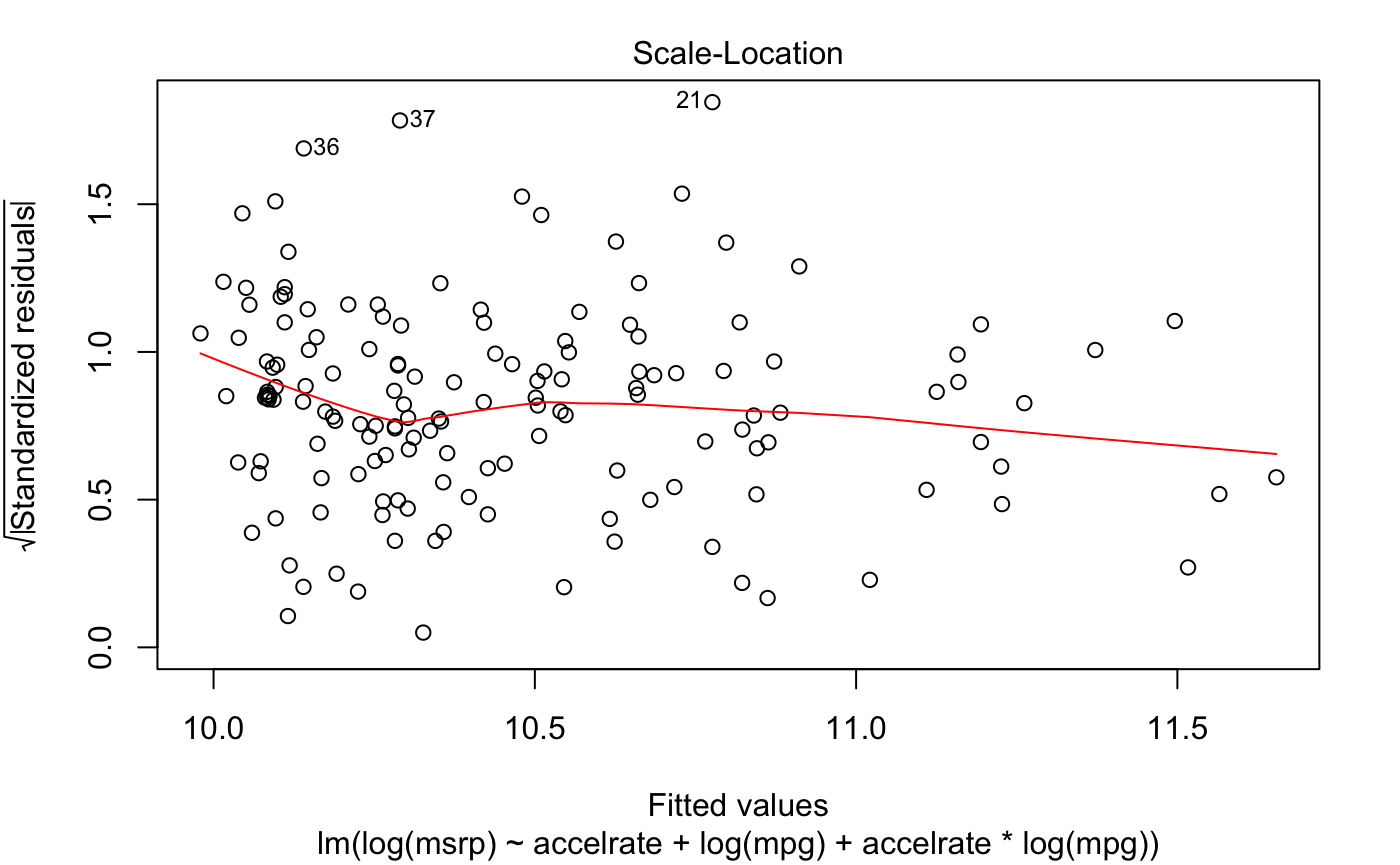 Scale-Location
√|Standardized residuals|
0.0 0.5 1.0 1.5
21
37
36
10.0 10.5 11.0 11.5
Fitted values
lm(log(msrp) ~ accelrate + log(mpg) + accelrate * log(mpg))